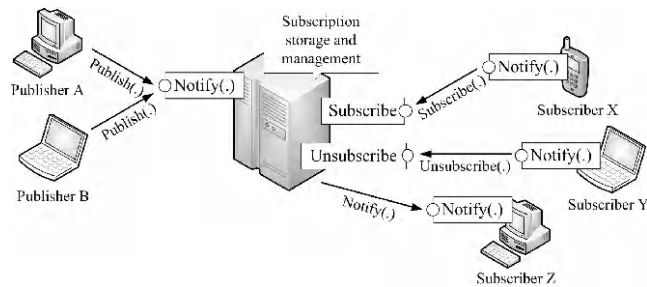 Subscription
storage and
management
Publisher A
Publish(.)
Notify(.)
Publish(.)
Publisher B
Subscribe
Subscribe(.)
Notify(.)
Subscriber X
Unsubscribe
Unsubscribe(.)
Notify(.)
Subscriber Y
Notify(.)
Notify(.)
Subscriber Z